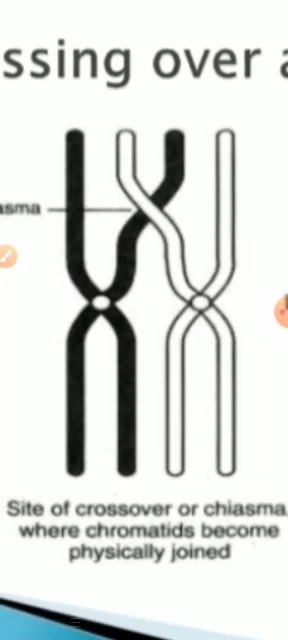 ssing over a
asma
Site of crossover or chiasma,
where chromatids become
physically joined